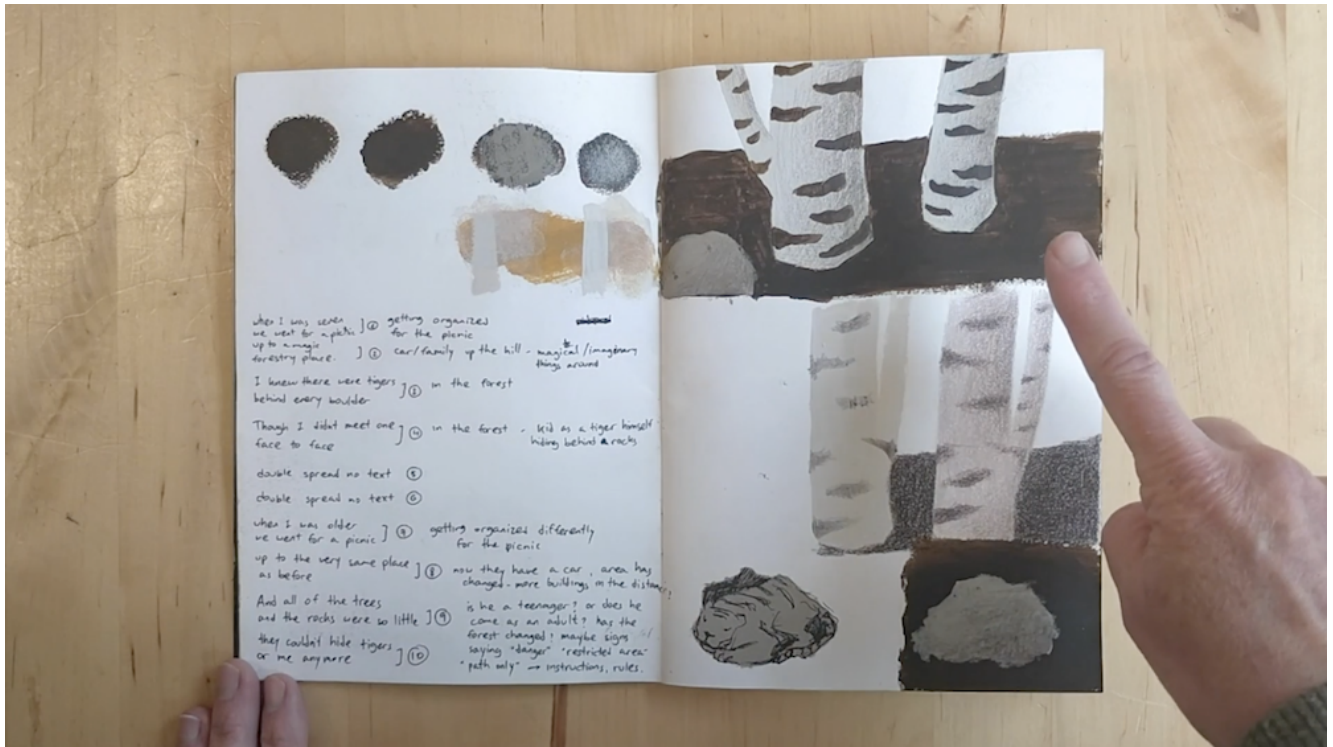 when I was seven
we went for a picnic ] ① getting organized
for the picnic
up to a magic
forestry place. ] ② car/family up the hill - magical/imaginary
things around
I knew there were tigers
behind every boulder ] ③ in the forest
Though I didnt meet one
face to face ] ④ in the forest - kid as a tiger himself
hiding behind rocks
double spread no text ⑤
double spread no text ⑥
when I was older
we went for a picnic ] ⑦ getting organized differently
for the picnic
up to the very same place
as before ] ⑧ now they have a car, area has
changed - more buildings in the distance?
And all of the trees
and the rocks were so little ] ⑨ is he a teenager? or does he
come as an adult? has the
forest changed? maybe signs
they couldnt hide tigers
or me anymore ] ⑩ saying "danger" "restricted area"
"path only" → instructions, rules.